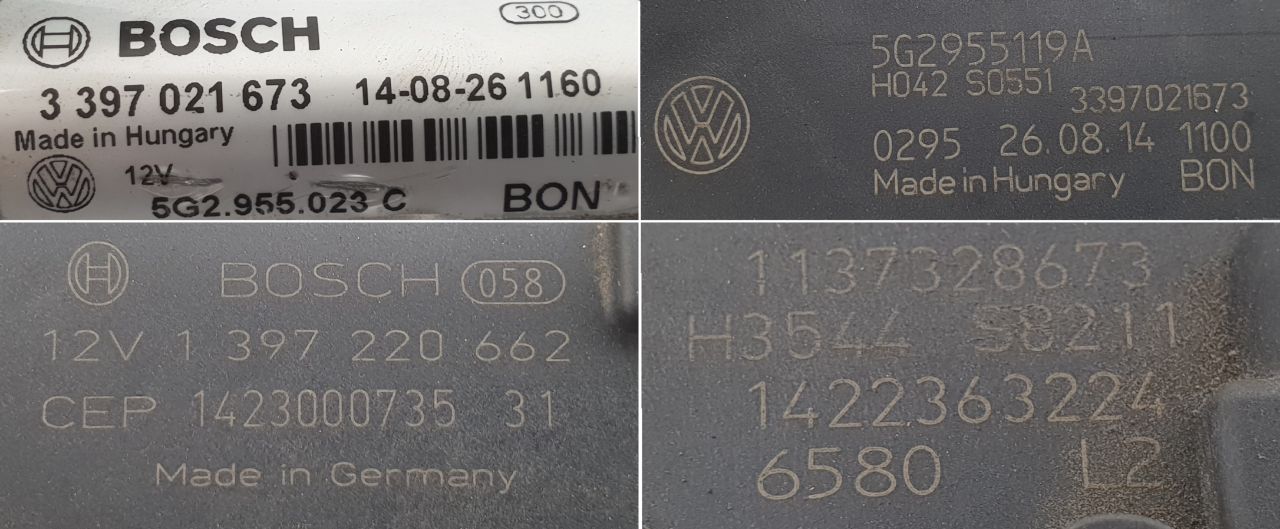 300
BOSCH
3 397 021 673 14-08-26 1160
Made in Hungary
12V
5G2.955.023 C BON
5G2955119A
H042 S0551
3397021673
0295 26.08.14 1100
Made in Hungary BON
BOSCH 058
12V 1 397 220 662
CEP 1423000735 31
Made in Germany
1137328673
H3544 S8211
1422363224
6580 L2